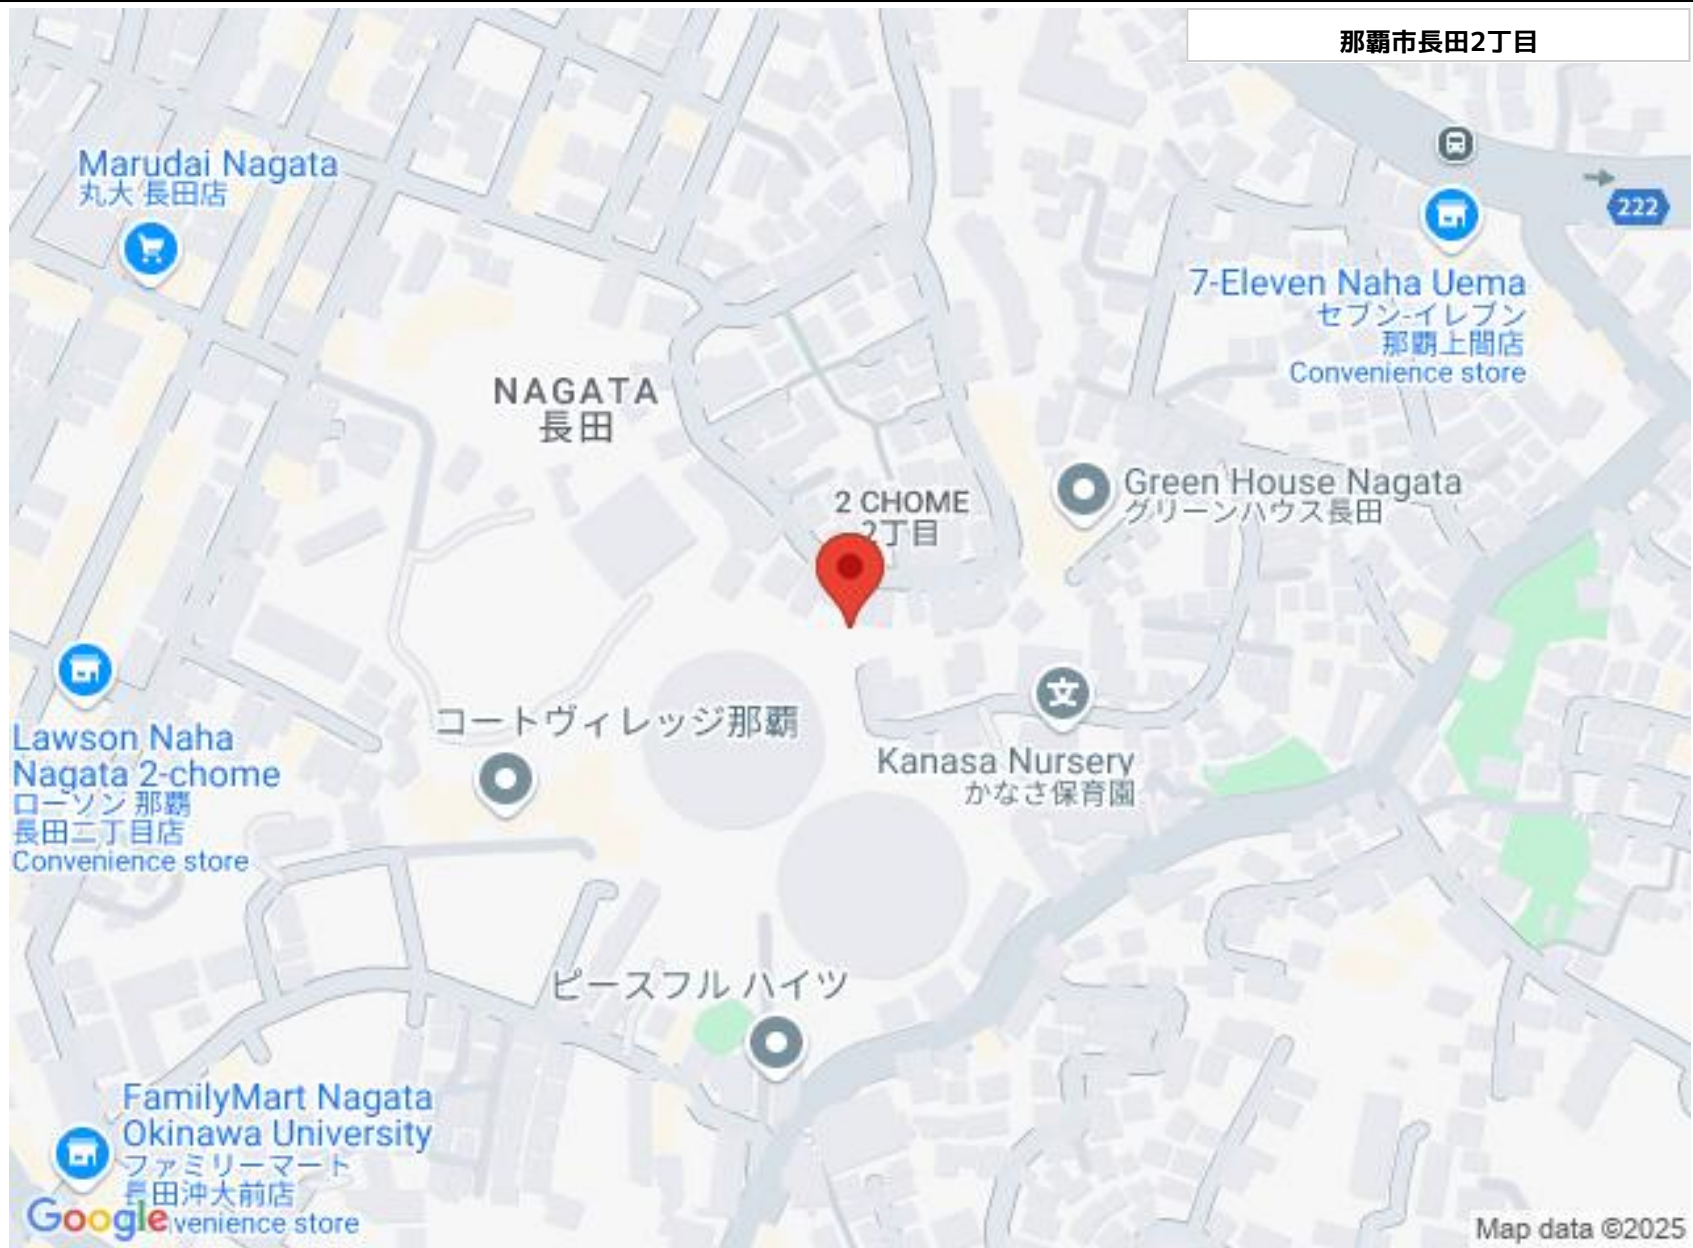 那覇市長田2丁目
Marudai Nagata
丸大 長田店
222
7-Eleven Naha Uema
セブン-イレブン
那覇上間店
Convenience store
NAGATA
長田
2 CHOME
2丁目
Green House Nagata
グリーンハウス長田
文
コートヴィレッジ那覇
Lawson Naha
Nagata 2-chome
ローソン 那覇
長田二丁目店
Convenience store
Kanasa Nursery
かなさ保育園
ピースフル ハイツ
FamilyMart Nagata
Okinawa University
ファミリーマート
長田沖大前店
venience store
Google
Map data ©2025